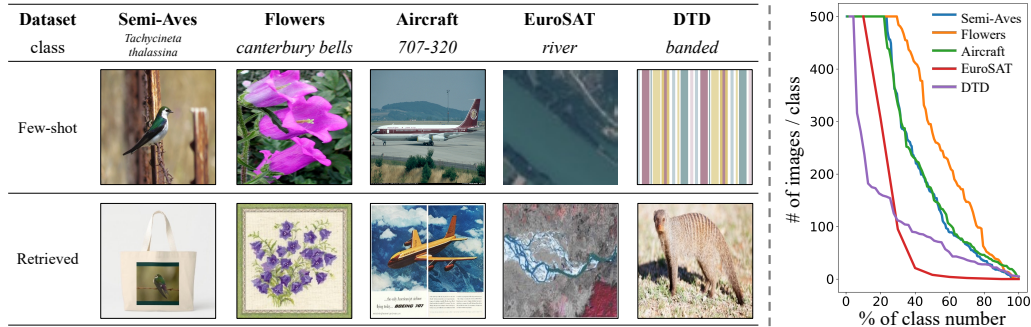 Dataset Semi-Aves Flowers Aircraft EuroSAT DTD
class Tachycineta thalassina canterbury bells 707-320 river banded
Few-shot
Retrieved
BOEING 707
# of images / class
500
400
300
200
100
0
Semi-Aves
Flowers
Aircraft
EuroSAT
DTD
0 20 40 60 80 100
% of class number